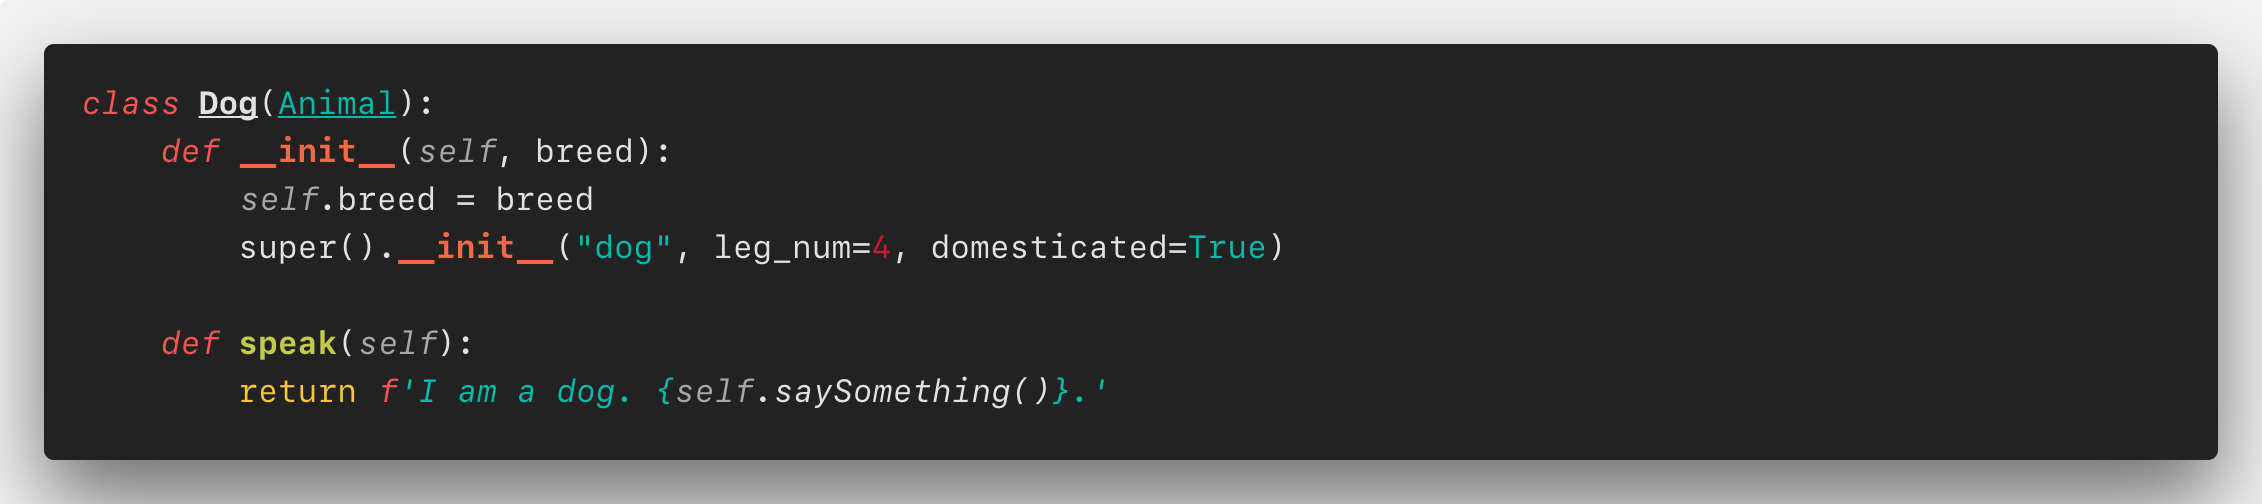 class Dog(Animal):
    def __init__(self, breed):
        self.breed = breed
        super().__init__("dog", leg_num=4, domesticated=True)

    def speak(self):
        return f'I am a dog. {self.saySomething()}.'